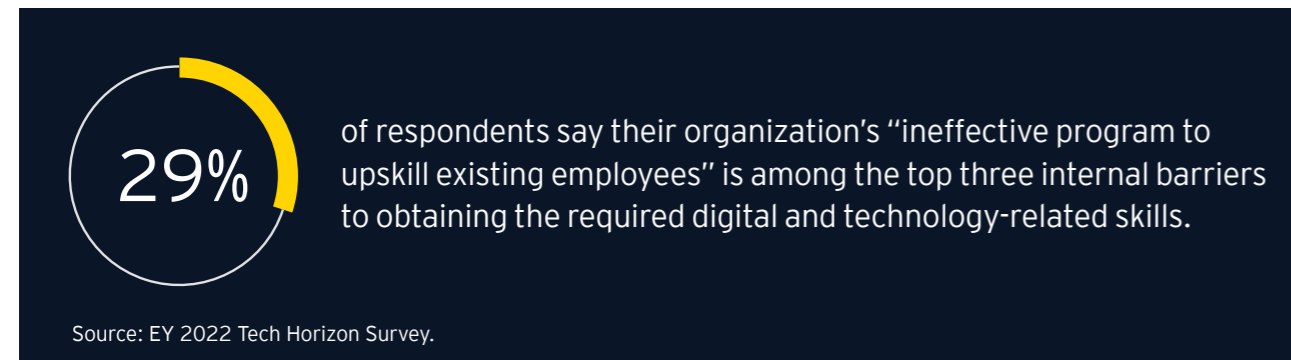 29%
of respondents say their organization’s “ineffective program to
upskill existing employees” is among the top three internal barriers
to obtaining the required digital and technology-related skills.
Source: EY 2022 Tech Horizon Survey.